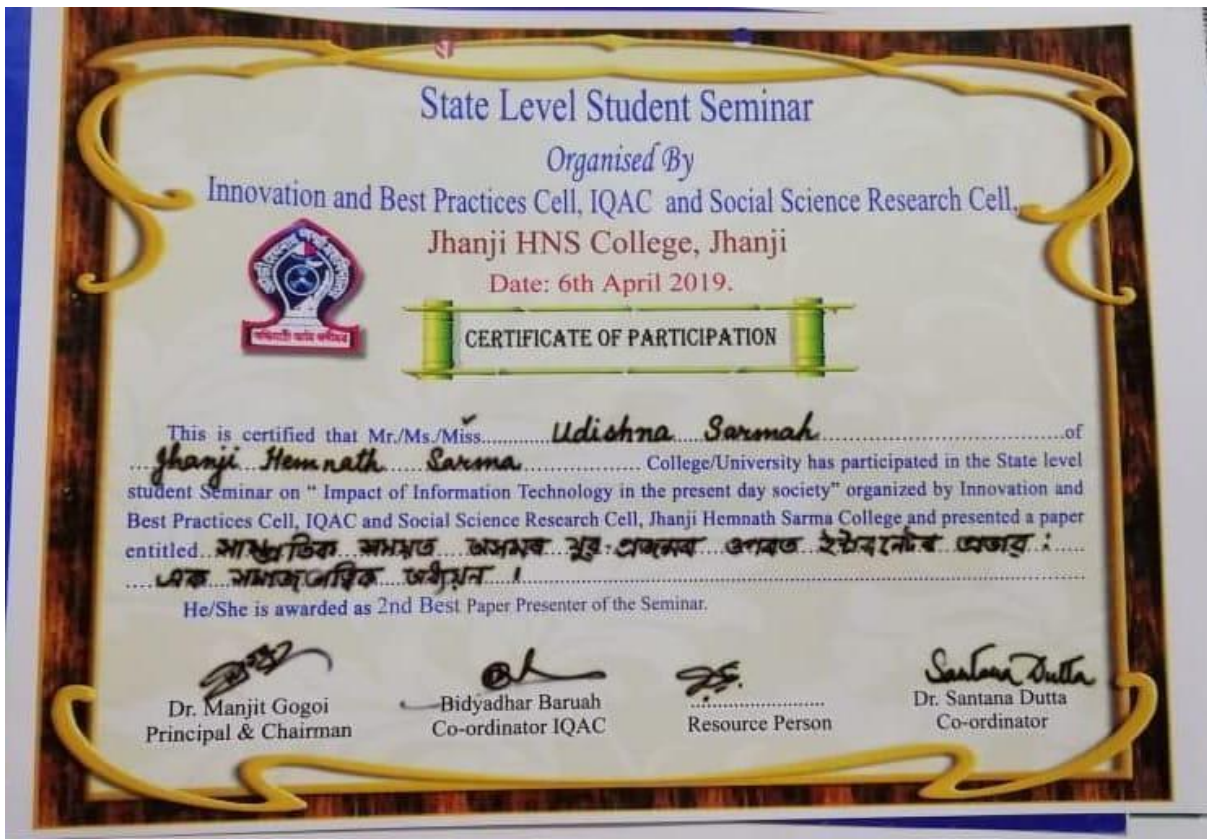 State Level Student Seminar
Organised By
Innovation and Best Practices Cell, IQAC and Social Science Research Cell,
Jhanji HNS College, Jhanji
Date: 6th April 2019.
CERTIFICATE OF PARTICIPATION
This is certified that Mr./Ms./Miss............Udishna Sarmah....................................of
...Jhanji Hemnath Sarma................. College/University has participated in the State level
student Seminar on “ Impact of Information Technology in the present day society” organized by Innovation and
Best Practices Cell, IQAC and Social Science Research Cell, Jhanji Hemnath Sarma College and presented a paper
entitled..সাম্প্রতিক সময়ত অসমৰ যুৱ-প্ৰজন্মৰ ওপৰত ইন্টাৰনেটৰ প্ৰভাৱ :
এক সমাজতাত্বিক অধ্যয়ন ।
He/She is awarded as 2nd Best Paper Presenter of the Seminar.
Santana Dutta
Dr. Manjit Gogoi
Principal & Chairman
Bidyadhar Baruah
Co-ordinator IQAC
Resource Person
Dr. Santana Dutta
Co-ordinator